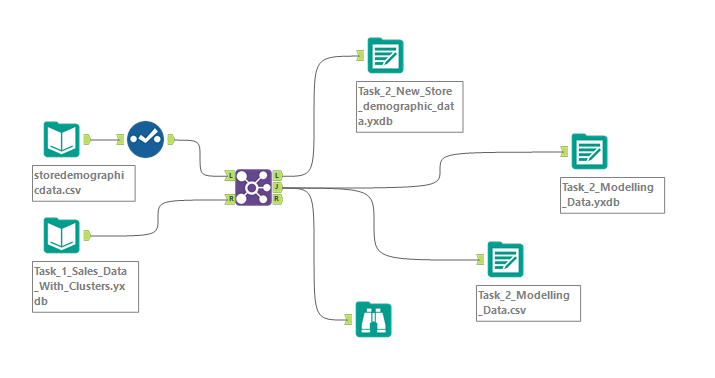 Task_2_New_Store
_demographic_dat
a.yxdb
storedemographi
cdata.csv
L
R
L
J
R
Task_2_Modelling
_Data.yxdb
Task_1_Sales_Data
_With_Clusters.yx
db
Task_2_Modelling
_Data.csv